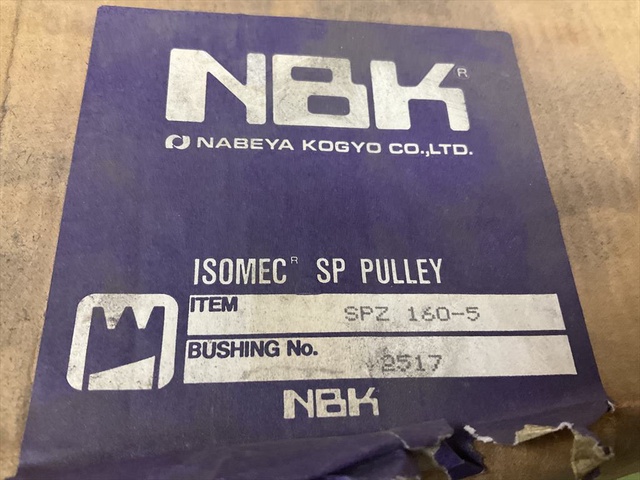 NBK®
NABEYA KOGYO CO.,LTD.
ISOMEC® SP PULLEY
ITEM SPZ 160-5
BUSHING No. 2517
NBK